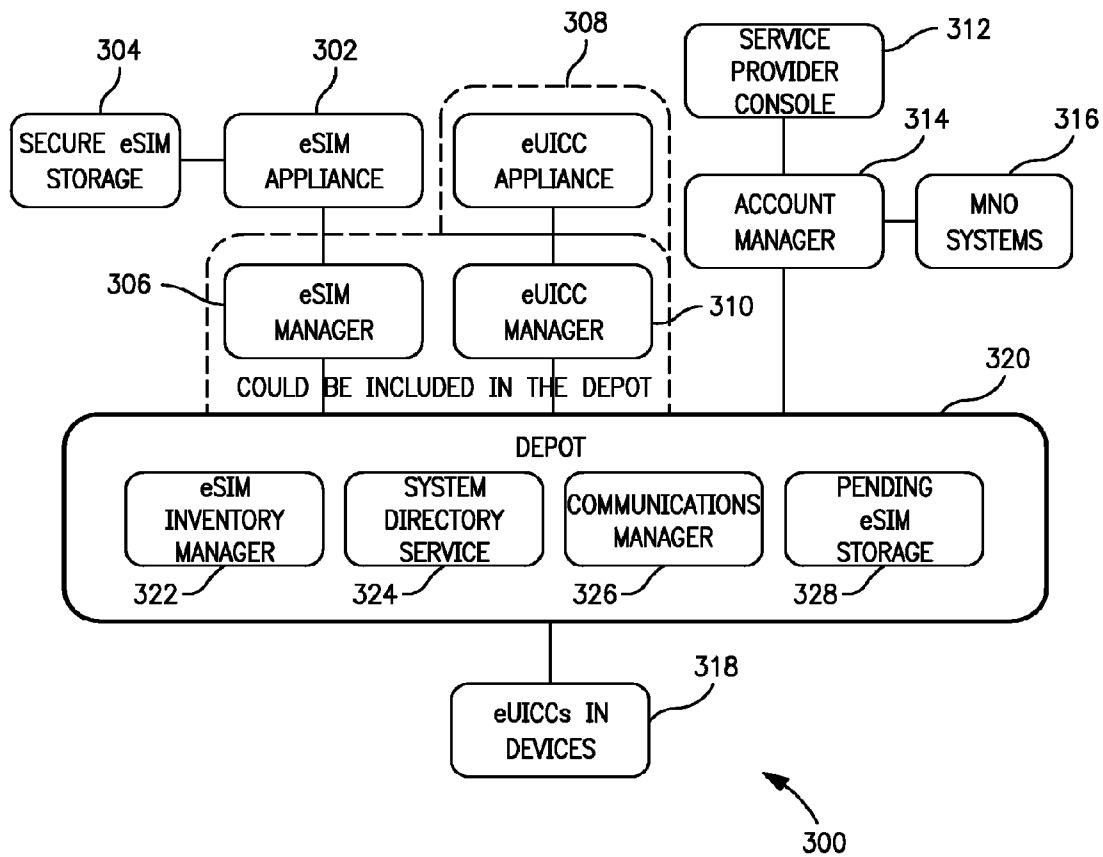 304
302
308
312
SERVICE
PROVIDER
CONSOLE
314
316
SECURE eSIM
STORAGE
eSIM
APPLIANCE
eUICC
APPLIANCE
ACCOUNT
MANAGER
MNO
SYSTEMS
306
eSIM
MANAGER
eUICC
MANAGER
310
COULD BE INCLUDED IN THE DEPOT
320
DEPOT
eSIM
INVENTORY
MANAGER
322
SYSTEM
DIRECTORY
SERVICE
324
COMMUNICATIONS
MANAGER
326
PENDING
eSIM
STORAGE
328
318
eUICCs IN
DEVICES
300